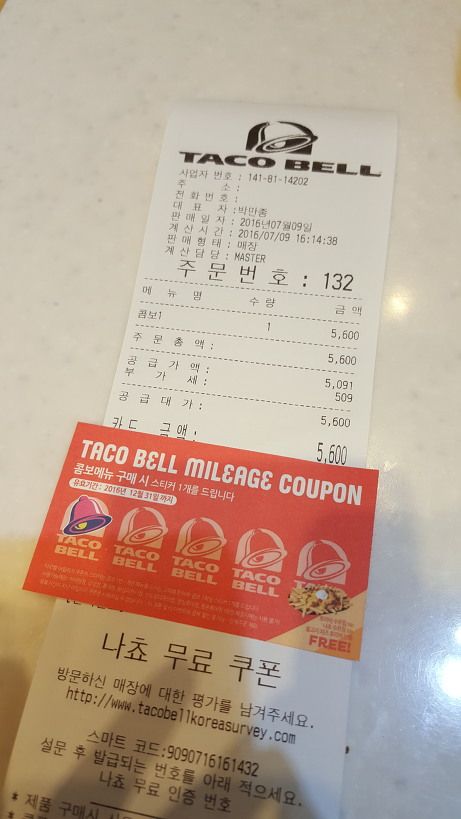 TACO BELL
사업자 번호 : 141-81-14202
주 소 :
전 화 번 호 :
대 표 자 :박만종
판 매 일 자 : 2016년07월09일
계 산 시 간 : 2016/07/09 16:14:38
판 매 형 태 : 매장
계 산 담 당 : MASTER
주 문 번 호 : 132
메 뉴 명 수 량 금 액
콤보1 1 5,600
주 문 총 액 : 5,600
공 급 가 액 : 5,091
부 가 세 : 509
공 급 대 가 : 5,600
카 드 금 액 : 5,600
TACO BELL MILEAGE COUPON
콤보메뉴 구매 시 스티커 1개를 드립니다
유효기간 : 2016년 12월 31일 까지
TACO BELL TACO BELL TACO BELL TACO BELL TACO BELL
FREE!
나쵸 무료 쿠폰
방문하신 매장에 대한 평가를 남겨주세요.
http://www.tacobellkoreasurvey.com
스마트 코드:9090716161432
설문 후 발급되는 번호를 아래 적으세요.
나쵸 무료 인증 번호
* 제품 구매시